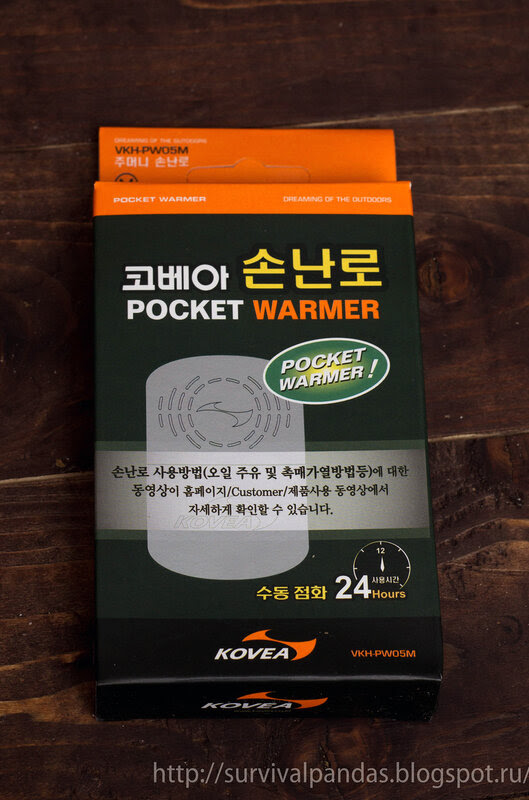 DREAMING OF THE OUTDOORS
VKH-PW05M
주머니 손난로
POCKET WARMER
DREAMING OF THE OUTDOORS
코베아 손난로
POCKET WARMER
POCKET
WARMER!
손난로 사용방법(오일 주유 및 촉매가열방법등)에 대한
동영상이 홈페이지/Customer/제품사용 동영상에서
자세하게 확인할 수 있습니다.
KOVEA
12
사용시간
수동 점화 24Hours
KOVEA
VKH-PW05M
KOVEA
http://survivalpandas.blogspot.ru/